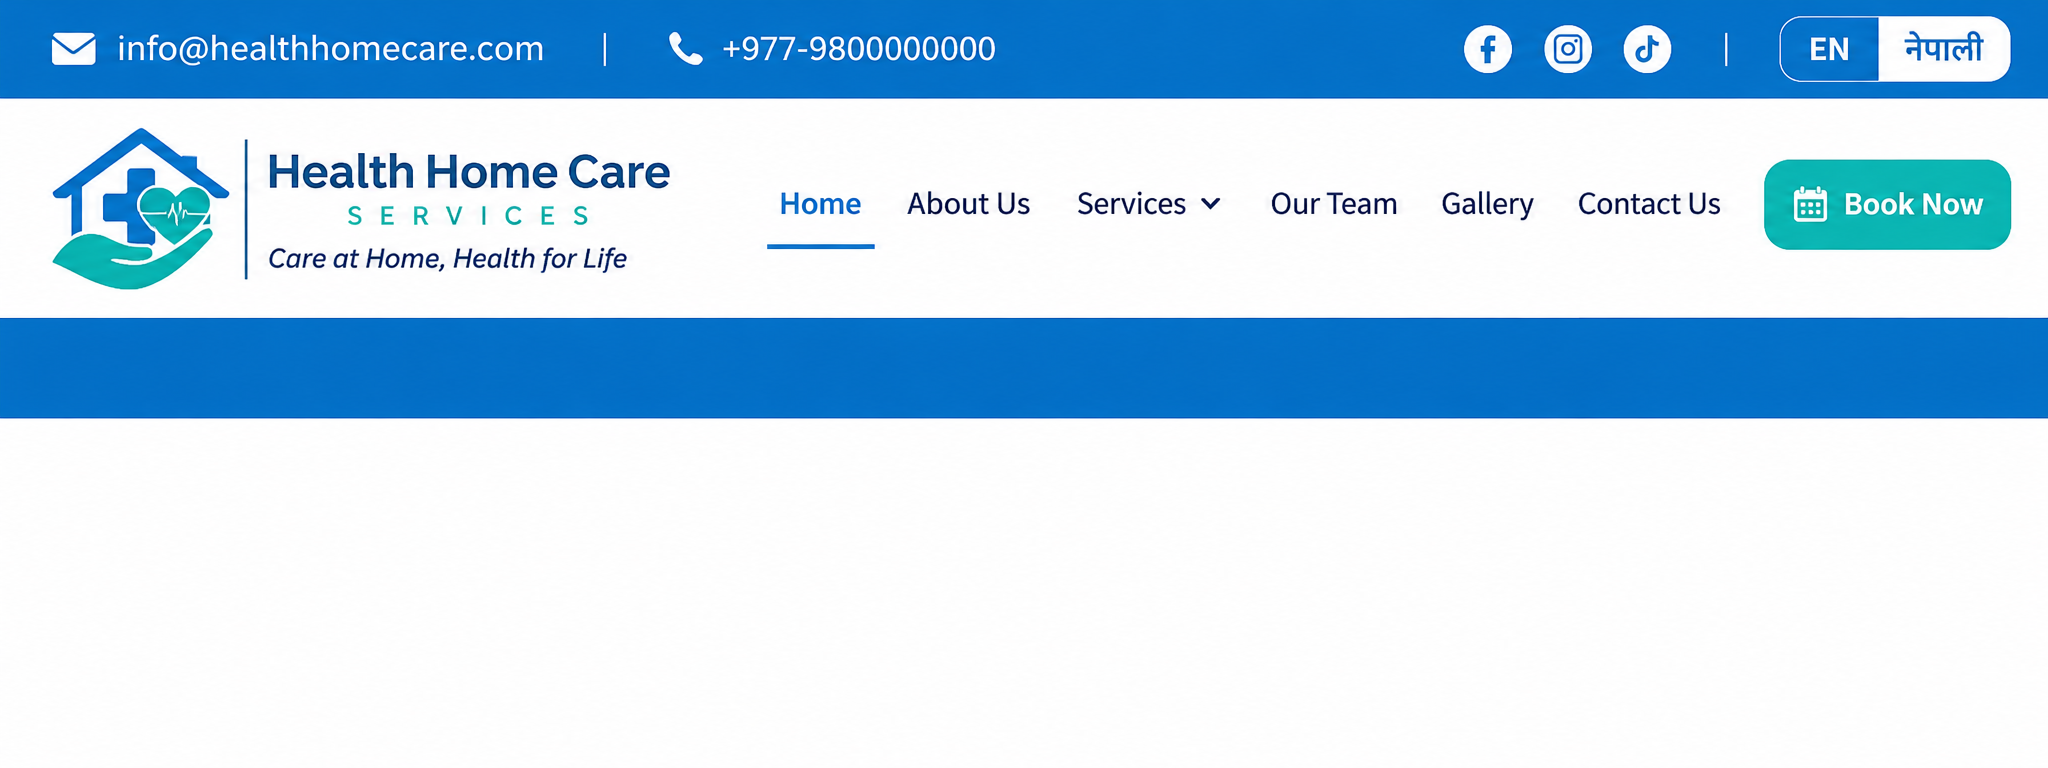 info@healthhomecare.com | +977-9800000000 EN नेपाली
Health Home Care
SERVICES
Care at Home, Health for Life
Home About Us Services Our Team Gallery Contact Us Book Now